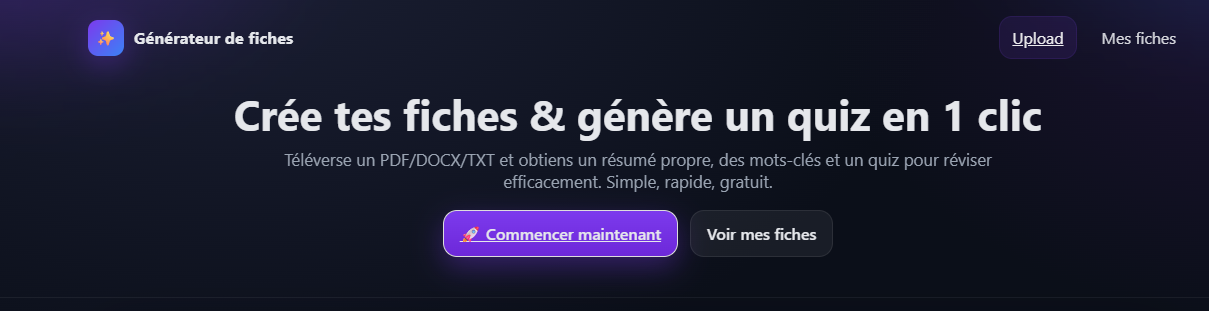 ✨ Générateur de fiches
Upload
Mes fiches
Crée tes fiches & génère un quiz en 1 clic
Téléverse un PDF/DOCX/TXT et obtiens un résumé propre, des mots-clés et un quiz pour réviser
efficacement. Simple, rapide, gratuit.
🚀 Commencer maintenant
Voir mes fiches